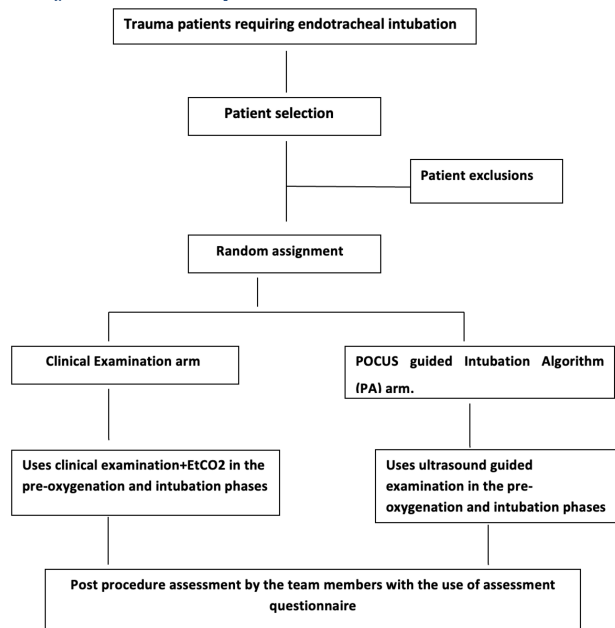 Trauma patients requiring endotracheal intubation
Patient selection
Patient exclusions
Random assignment
Clinical Examination arm
POCUS guided Intubation Algorithm
(PA) arm.
Uses clinical examination+EtCO2 in the
pre-oxygenation and intubation phases
Uses ultrasound guided
examination in the pre-
oxygenation and intubation phases
Post procedure assessment by the team members with the use of assessment
questionnaire